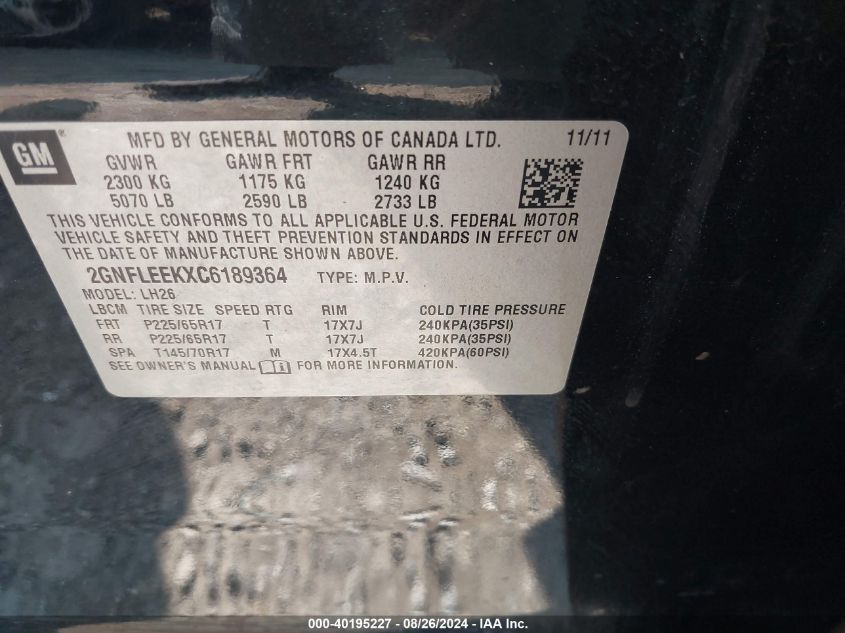 GM ®
MFD BY GENERAL MOTORS OF CANADA LTD. 11/11
GVWR GAWR FRT GAWR RR
2300 KG 1175 KG 1240 KG
5070 LB 2590 LB 2733 LB
THIS VEHICLE CONFORMS TO ALL APPLICABLE U.S. FEDERAL MOTOR
VEHICLE SAFETY AND THEFT PREVENTION STANDARDS IN EFFECT ON
THE DATE OF MANUFACTURE SHOWN ABOVE.
2GNFLEEKXC6189364 TYPE: M.P.V.
MODEL: LH26
LBCM TIRE SIZE SPEED RTG RIM COLD TIRE PRESSURE
FRT P225/65R17 T 17X7J 240KPA(35PSI)
RR P225/65R17 T 17X7J 240KPA(35PSI)
SPA T145/70R17 M 17X4.5T 420KPA(60PSI)
SEE OWNER'S MANUAL i FOR MORE INFORMATION.
000-40195227 - 08/26/2024 - IAA Inc.